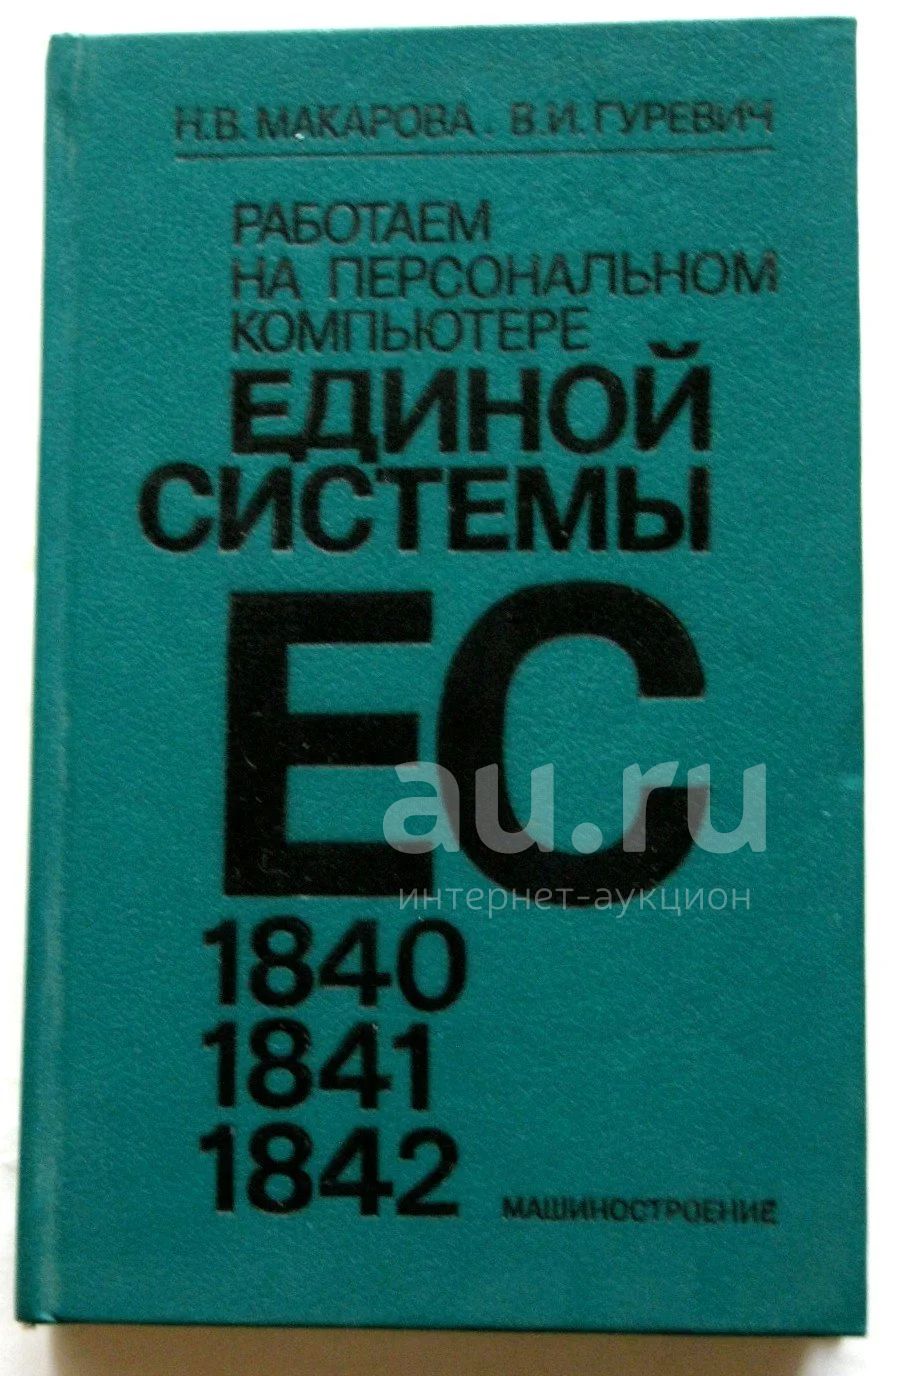 Н.В. МАКАРОВА. В.И. ГУРЕВИЧ
РАБОТАЕМ
НА ПЕРСОНАЛЬНОМ
КОМПЬЮТЕРЕ
ЕДИНОЙ
СИСТЕМЫ
ЕС
au.ru
интернет-аукцион
1840
1841
1842
МАШИНОСТРОЕНИЕ